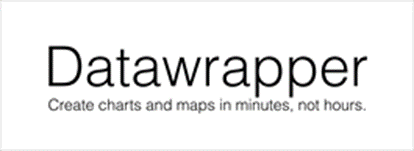 Datawrapper
Create charts and maps in minutes, not hours.